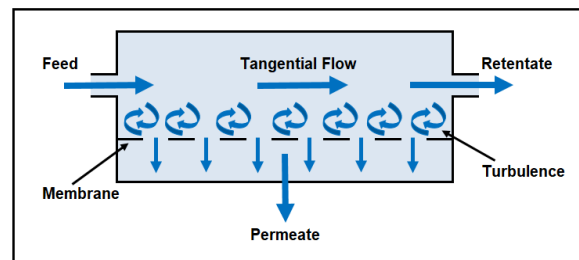 Feed
Tangential Flow
Retentate
Membrane
Turbulence
Permeate